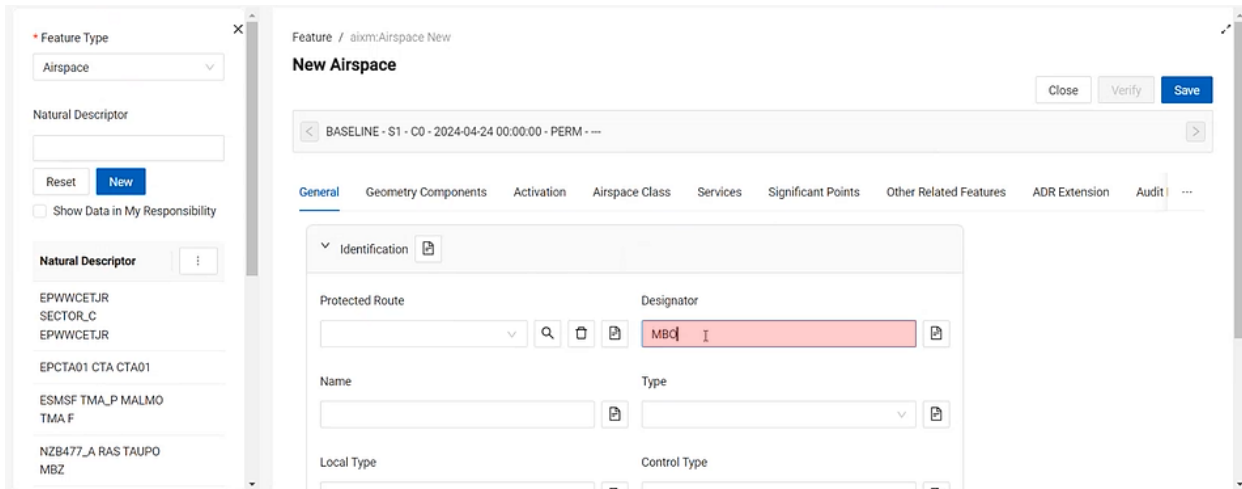 * Feature Type
Airspace
Natural Descriptor
Reset New
Show Data in My Responsibility
Natural Descriptor
EPWWCETJR
SECTOR_C
EPWWCETJR
EPCTA01 CTA CTA01
ESMSF TMA_P MALMO
TMA F
NZB477_A RAS TAUPO
MBZ
Feature / aixm:Airspace New
New Airspace
Close Verify Save
BASELINE - S1 - C0 - 2024-04-24 00:00:00 - PERM - ---
General Geometry Components Activation Airspace Class Services Significant Points Other Related Features ADR Extension Audit
Identification
Protected Route Designator
MBO
Name Type
Local Type Control Type